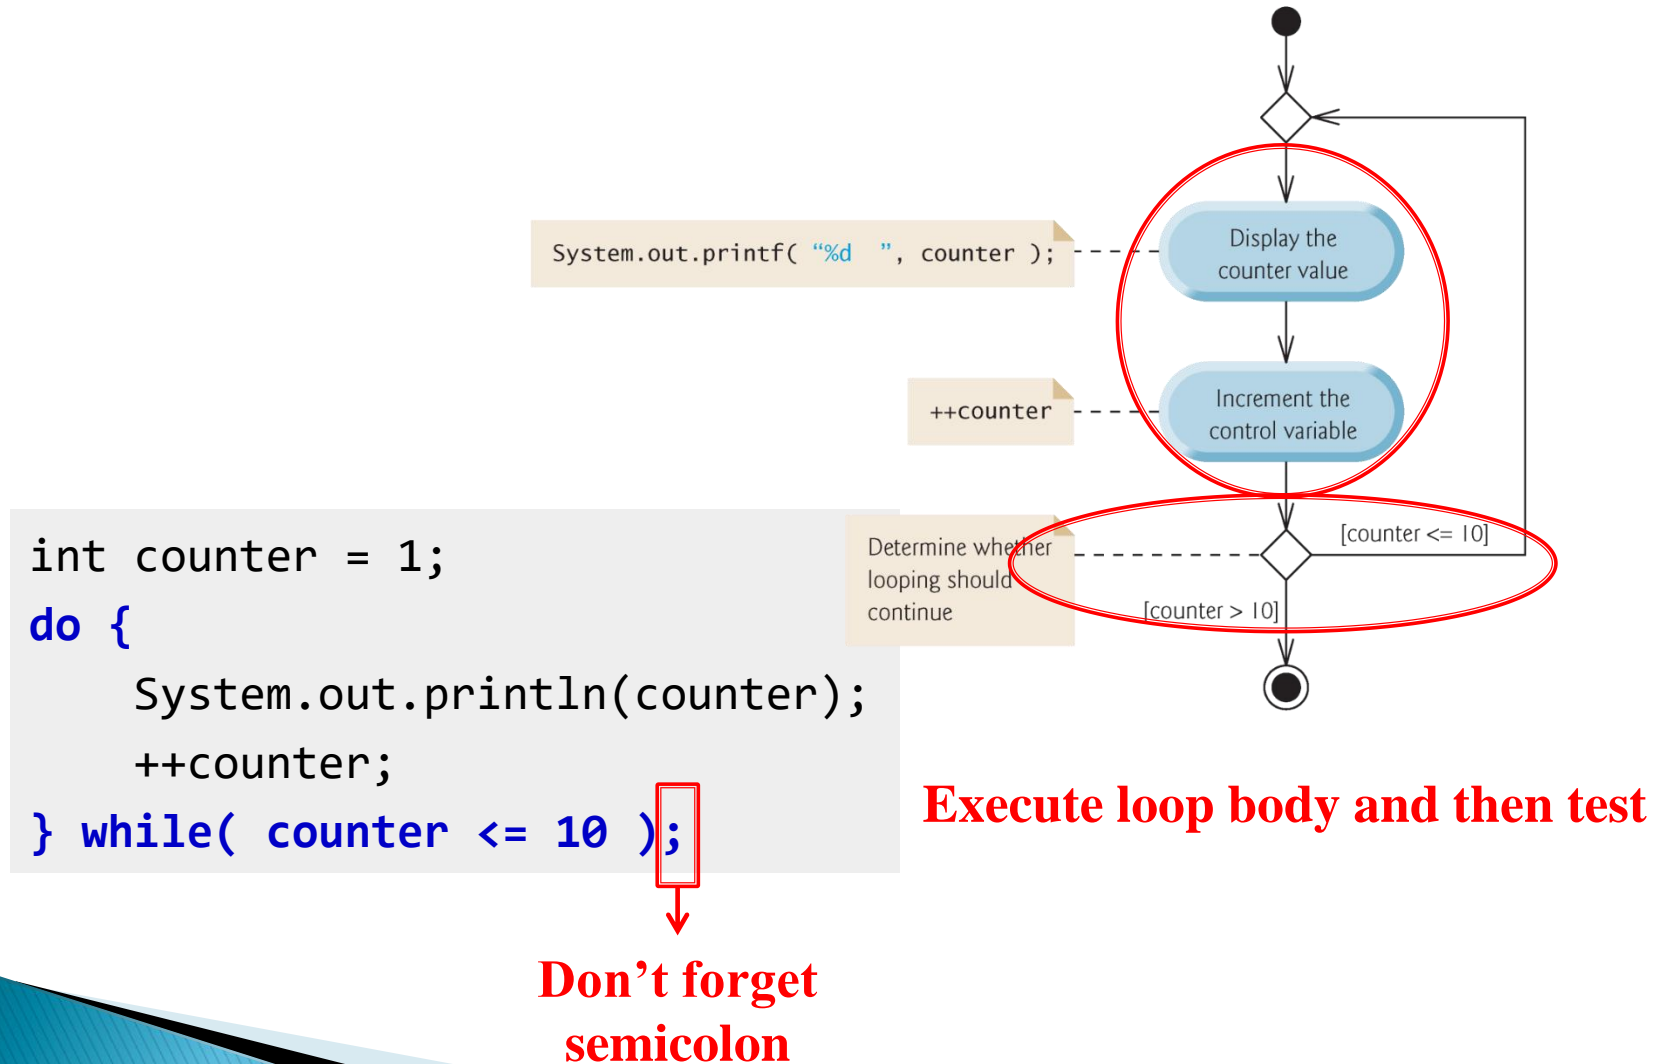 System.out.printf( “%d  ”, counter );
Display the
counter value
++counter
Increment the
control variable
Determine whether
looping should
continue
[counter <= 10]
[counter > 10]
int counter = 1;
do {
    System.out.println(counter);
    ++counter;
} while( counter <= 10 );
Execute loop body and then test
Don’t forget
semicolon